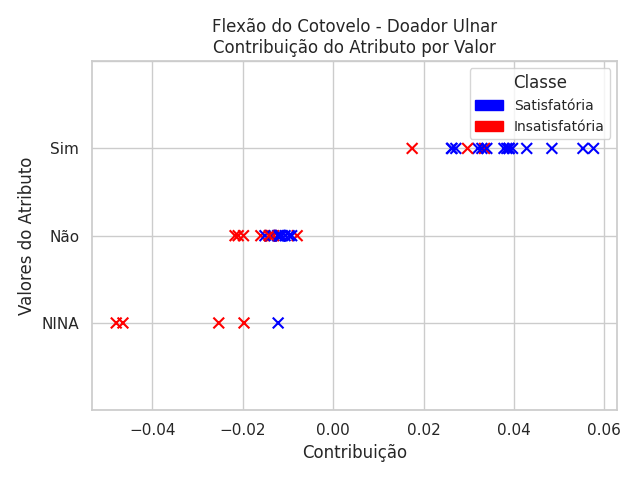 Flexão do Cotovelo - Doador Ulnar
Contribuição do Atributo por Valor
Classe
Satisfatória
Insatisfatória
Valores do Atributo
Sim
Não
NINA
−0.04 −0.02 0.00 0.02 0.04 0.06
Contribuição